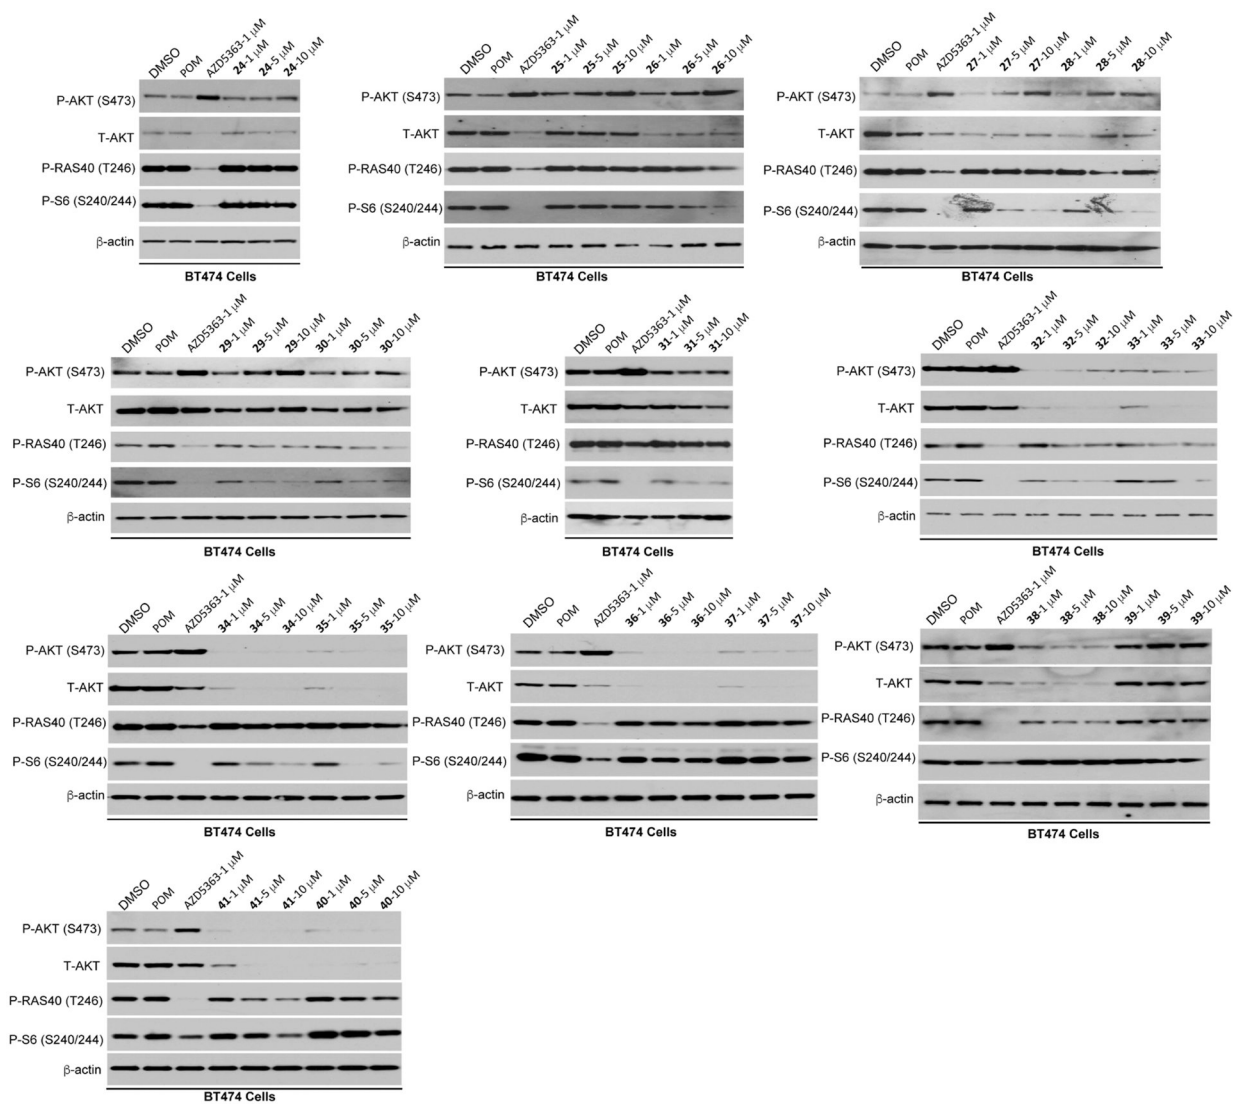 DMSO POM AZD5363-1 μM 24-1 μM 24-5 μM 24-10 μM
P-AKT (S473)
T-AKT
P-RAS40 (T246)
P-S6 (S240/244)
β-actin
BT474 Cells
DMSO POM AZD5363-1 μM 25-1 μM 25-5 μM 25-10 μM 26-1 μM 26-5 μM 26-10 μM
P-AKT (S473)
T-AKT
P-RAS40 (T246)
P-S6 (S240/244)
β-actin
BT474 Cells
DMSO POM AZD5363-1 μM 27-1 μM 27-5 μM 27-10 μM 28-1 μM 28-5 μM 28-10 μM
P-AKT (S473)
T-AKT
P-RAS40 (T246)
P-S6 (S240/244)
β-actin
BT474 Cells
DMSO POM AZD5363-1 μM 29-1 μM 29-5 μM 29-10 μM 30-1 μM 30-5 μM 30-10 μM
P-AKT (S473)
T-AKT
P-RAS40 (T246)
P-S6 (S240/244)
β-actin
BT474 Cells
DMSO POM AZD5363-1 μM 31-1 μM 31-5 μM 31-10 μM
P-AKT (S473)
T-AKT
P-RAS40 (T246)
P-S6 (S240/244)
β-actin
BT474 Cells
DMSO POM AZD5363-1 μM 32-1 μM 32-5 μM 32-10 μM 33-1 μM 33-5 μM 33-10 μM
P-AKT (S473)
T-AKT
P-RAS40 (T246)
P-S6 (S240/244)
β-actin
BT474 Cells
DMSO POM AZD5363-1 μM 34-1 μM 34-5 μM 34-10 μM 35-1 μM 35-5 μM 35-10 μM
P-AKT (S473)
T-AKT
P-RAS40 (T246)
P-S6 (S240/244)
β-actin
BT474 Cells
DMSO POM AZD5363-1 μM 36-1 μM 36-5 μM 36-10 μM 37-1 μM 37-5 μM 37-10 μM
P-AKT (S473)
T-AKT
P-RAS40 (T246)
P-S6 (S240/244)
β-actin
BT474 Cells
DMSO POM AZD5363-1 μM 38-1 μM 38-5 μM 38-10 μM 39-1 μM 39-5 μM 39-10 μM
P-AKT (S473)
T-AKT
P-RAS40 (T246)
P-S6 (S240/244)
β-actin
BT474 Cells
DMSO POM AZD5363-1 μM 41-1 μM 41-5 μM 41-10 μM 40-1 μM 40-5 μM 40-10 μM
P-AKT (S473)
T-AKT
P-RAS40 (T246)
P-S6 (S240/244)
β-actin
BT474 Cells